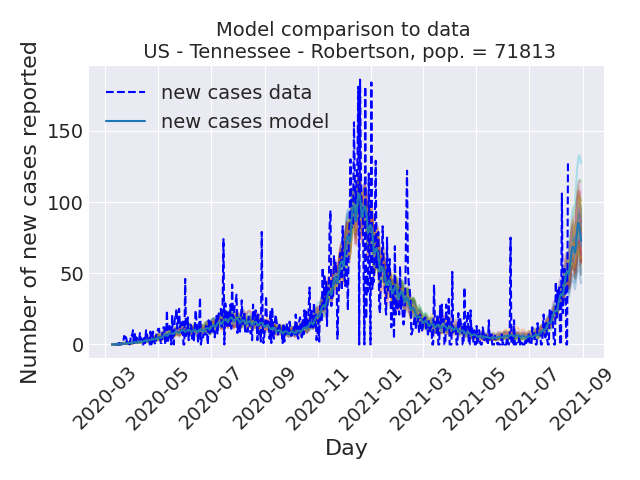 Model comparison to data
US - Tennessee - Robertson, pop. = 71813
new cases data
new cases model
Number of new cases reported
150
100
50
0
2020-03
2020-05
2020-07
2020-09
2020-11
2021-01
2021-03
2021-05
2021-07
2021-09
Day